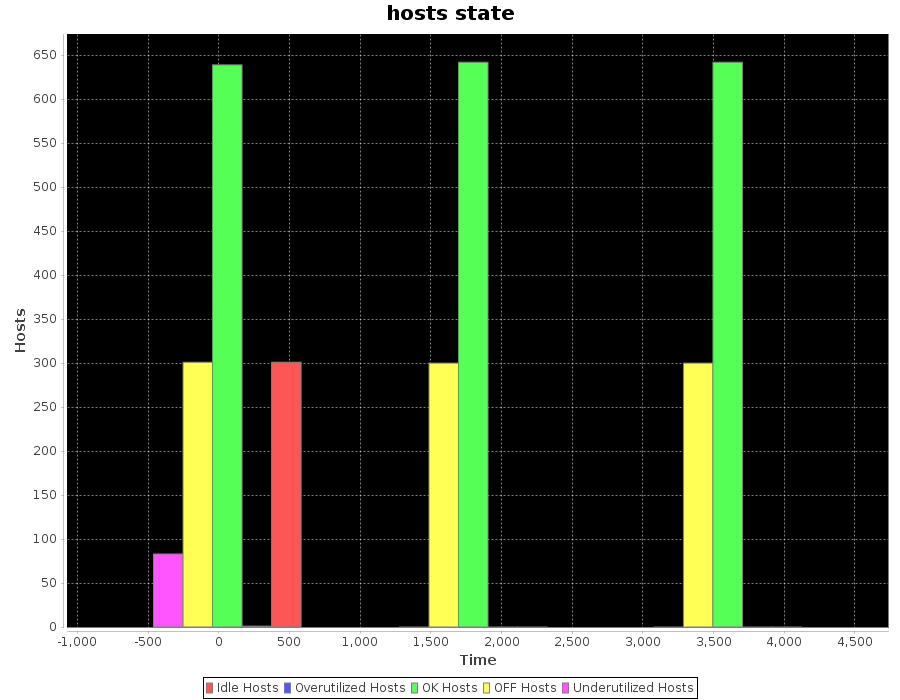 hosts state
650
600
550
500
450
400
350
300
250
200
150
100
50
0
Hosts
-1,000 -500 0 500 1,000 1,500 2,000 2,500 3,000 3,500 4,000 4,500
Time
Idle Hosts Overutilized Hosts OK Hosts OFF Hosts Underutilized Hosts